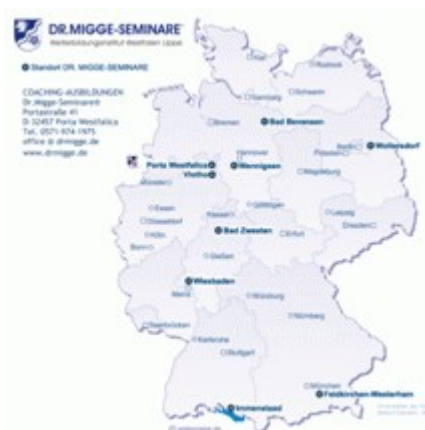 DR.MIGGE-SEMINARE
Weiterbildungsinstitut Westfalen Lippe
Standort DR. MIGGE-SEMINARE
COACHING-AUSBILDUNGEN
Dr.Migge-Seminare®
Portastraße 41
D-32457 Porta Westfalica
Tel. 0571-974-1975
office @ drmigge.de
www.drmigge.de
Kiel
Rostock
Schwerin
Hamburg
Bremen
Bad Bevensen
Berlin
Woltersdorf
Potsdam
Hannover
Porta Westfalica
Hennigsen
Vlotho
Magdeburg
Münster
Essen
Göttingen
Kassel
Leipzig
Düsseldorf
Dresden
Bad Zwesten
Erfurt
Köln
Bonn
Gießen
Wiesbaden
Mainz
Würzburg
Saarbrücken
Nürnberg
Karlsruhe
Stuttgart
München
Feldkirchen-Westerham
Immenstaad